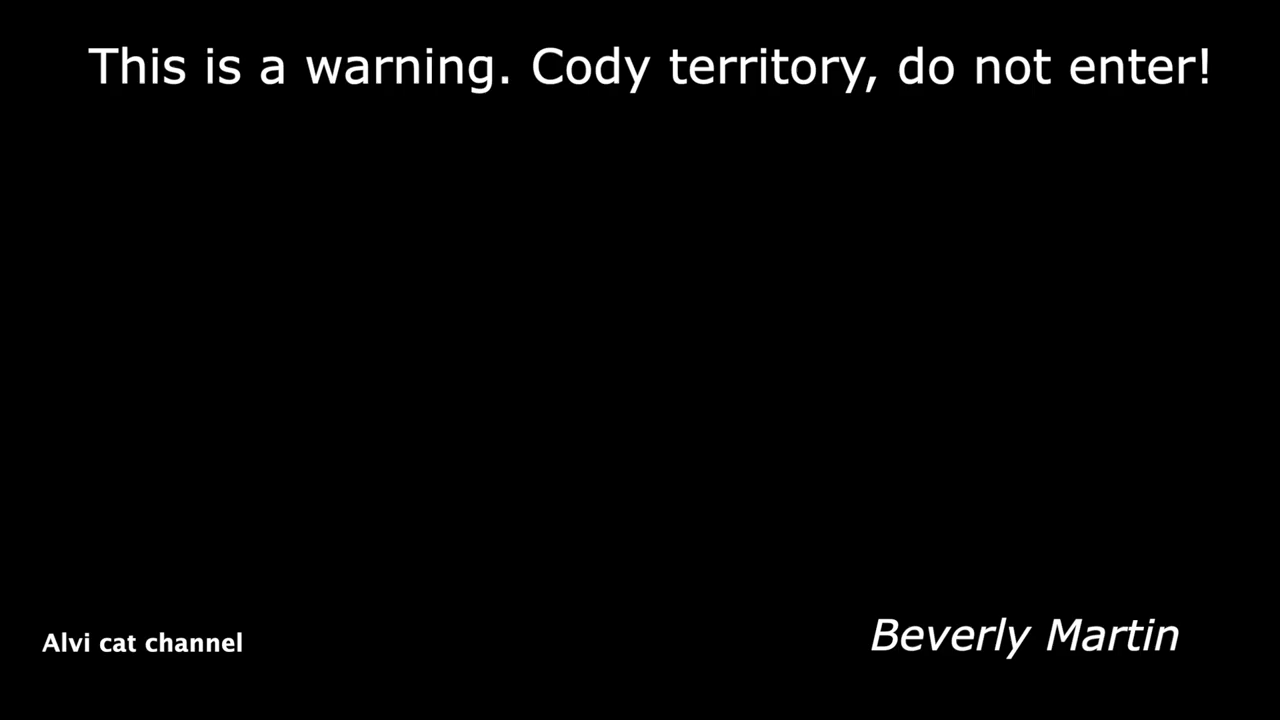 This is a warning. Cody territory, do not enter!
Alvi cat channel
Beverly Martin